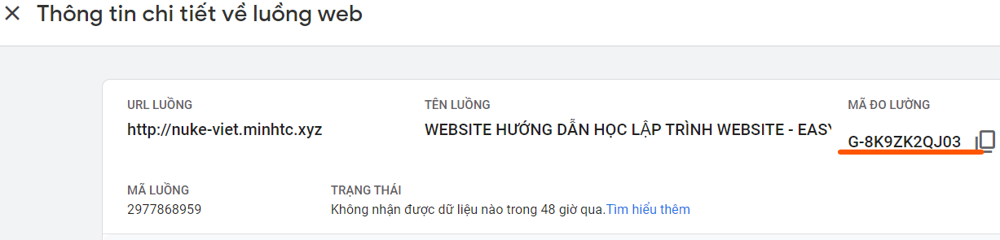 Thông tin chi tiết về luồng web
URL LUỒNG
http://nuke-viet.minhtc.xyz
TÊN LUỒNG
WEBSITE HƯỚNG DẪN HỌC LẬP TRÌNH WEBSITE - EASY
MÃ ĐO LƯỜNG
G-8K9ZK2QJ03
MÃ LUỒNG
2977868959
TRẠNG THÁI
Không nhận được dữ liệu nào trong 48 giờ qua.Tìm hiểu thêm